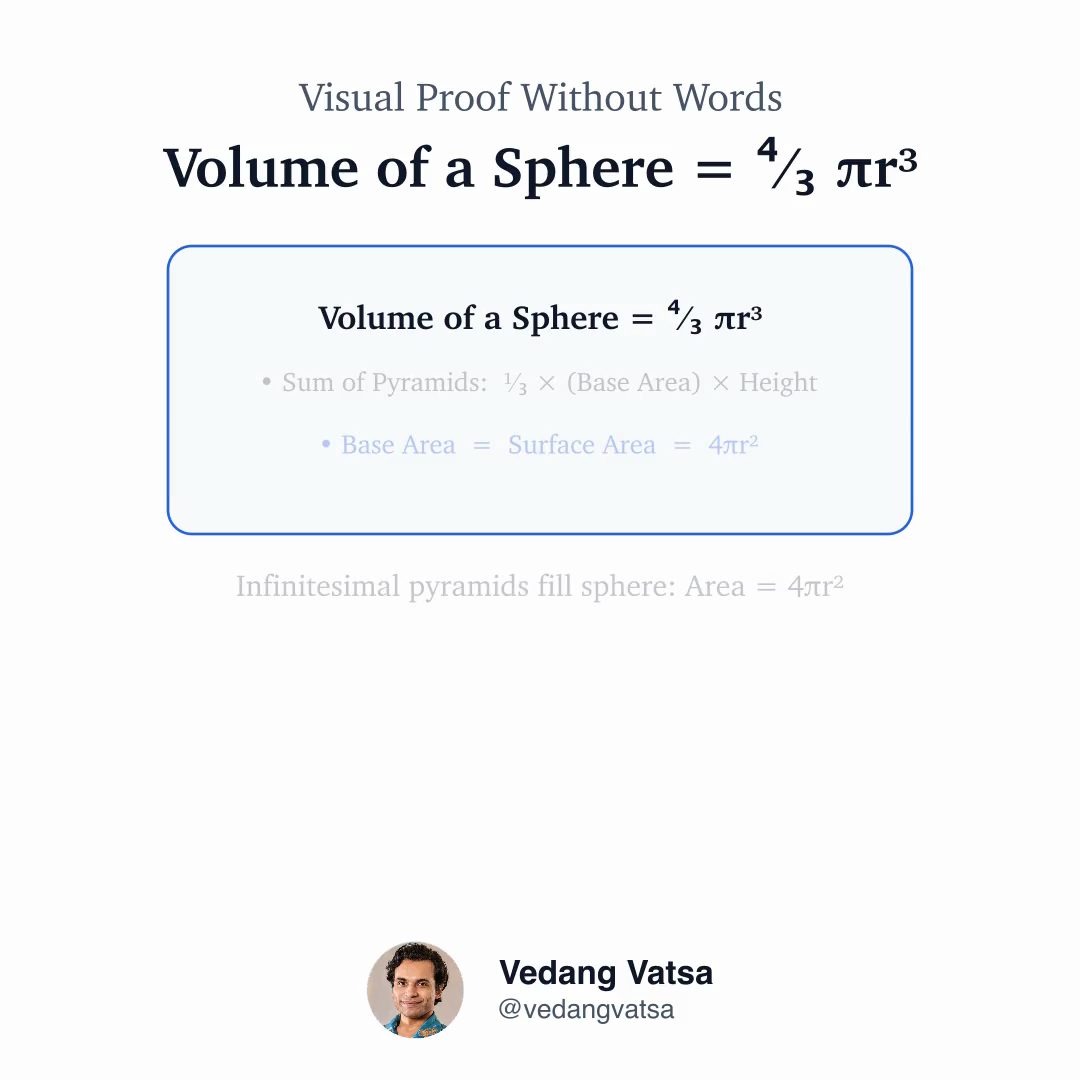 Visual Proof Without Words
Volume of a Sphere = ⁴⁄₃ πr³
Volume of a Sphere = ⁴⁄₃ πr³
• Sum of Pyramids: ¹⁄₃ × (Base Area) × Height
• Base Area = Surface Area = 4πr²
Infinitesimal pyramids fill sphere: Area = 4πr²
Vedang Vatsa
@vedangvatsa